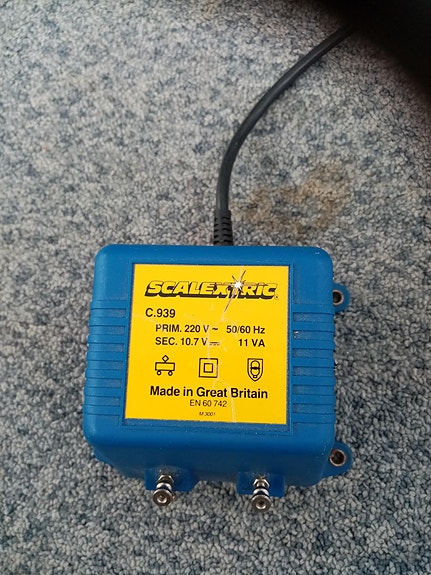 SCALEXTRIC
C.939
PRIM. 220 V ~ 50/60 Hz
SEC. 10.7 V ⎓ 11 VA
Made in Great Britain
EN 60 742
M 3001